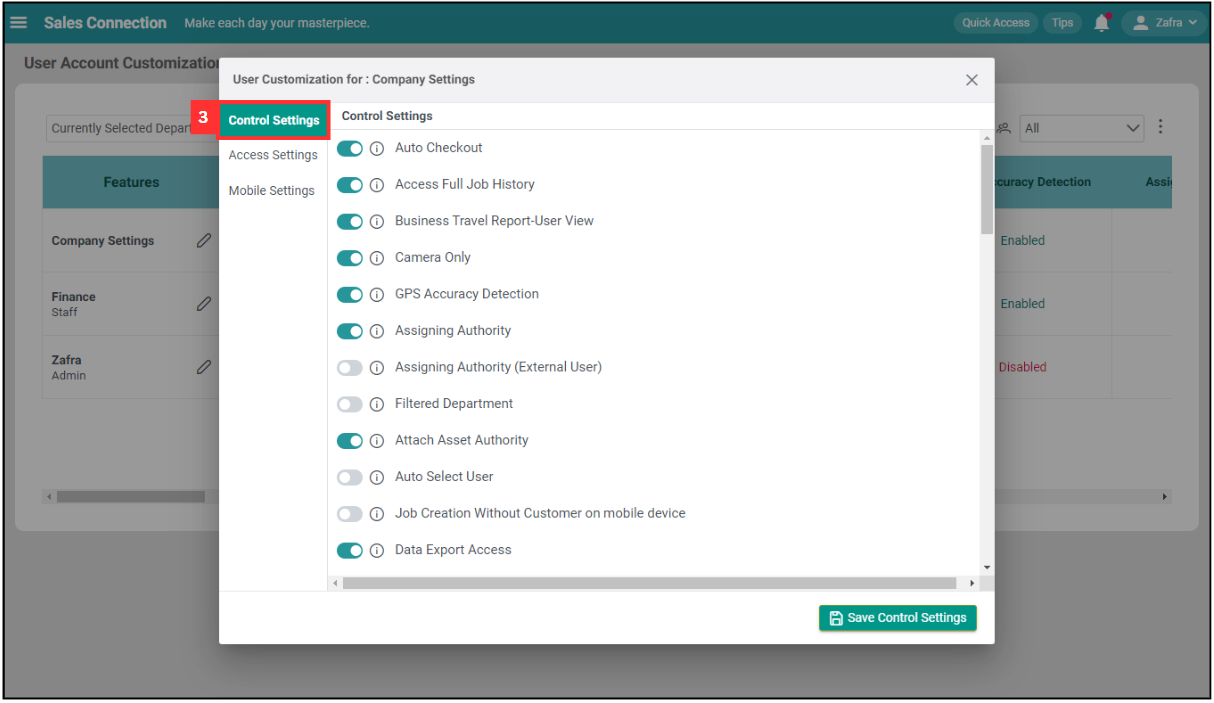 Sales Connection Make each day your masterpiece. Quick Access Tips Zafra
User Account Customization
User Customization for : Company Settings
3 Control Settings
Access Settings
Mobile Settings
Control Settings
Auto Checkout
Access Full Job History
Business Travel Report-User View
Camera Only
GPS Accuracy Detection
Assigning Authority
Assigning Authority (External User)
Filtered Department
Attach Asset Authority
Auto Select User
Job Creation Without Customer on mobile device
Data Export Access
Save Control Settings
Currently Selected Depart
All
Features
ccuracy Detection
Assig
Company Settings
Enabled
Finance
Staff
Enabled
Zafra
Admin
Disabled